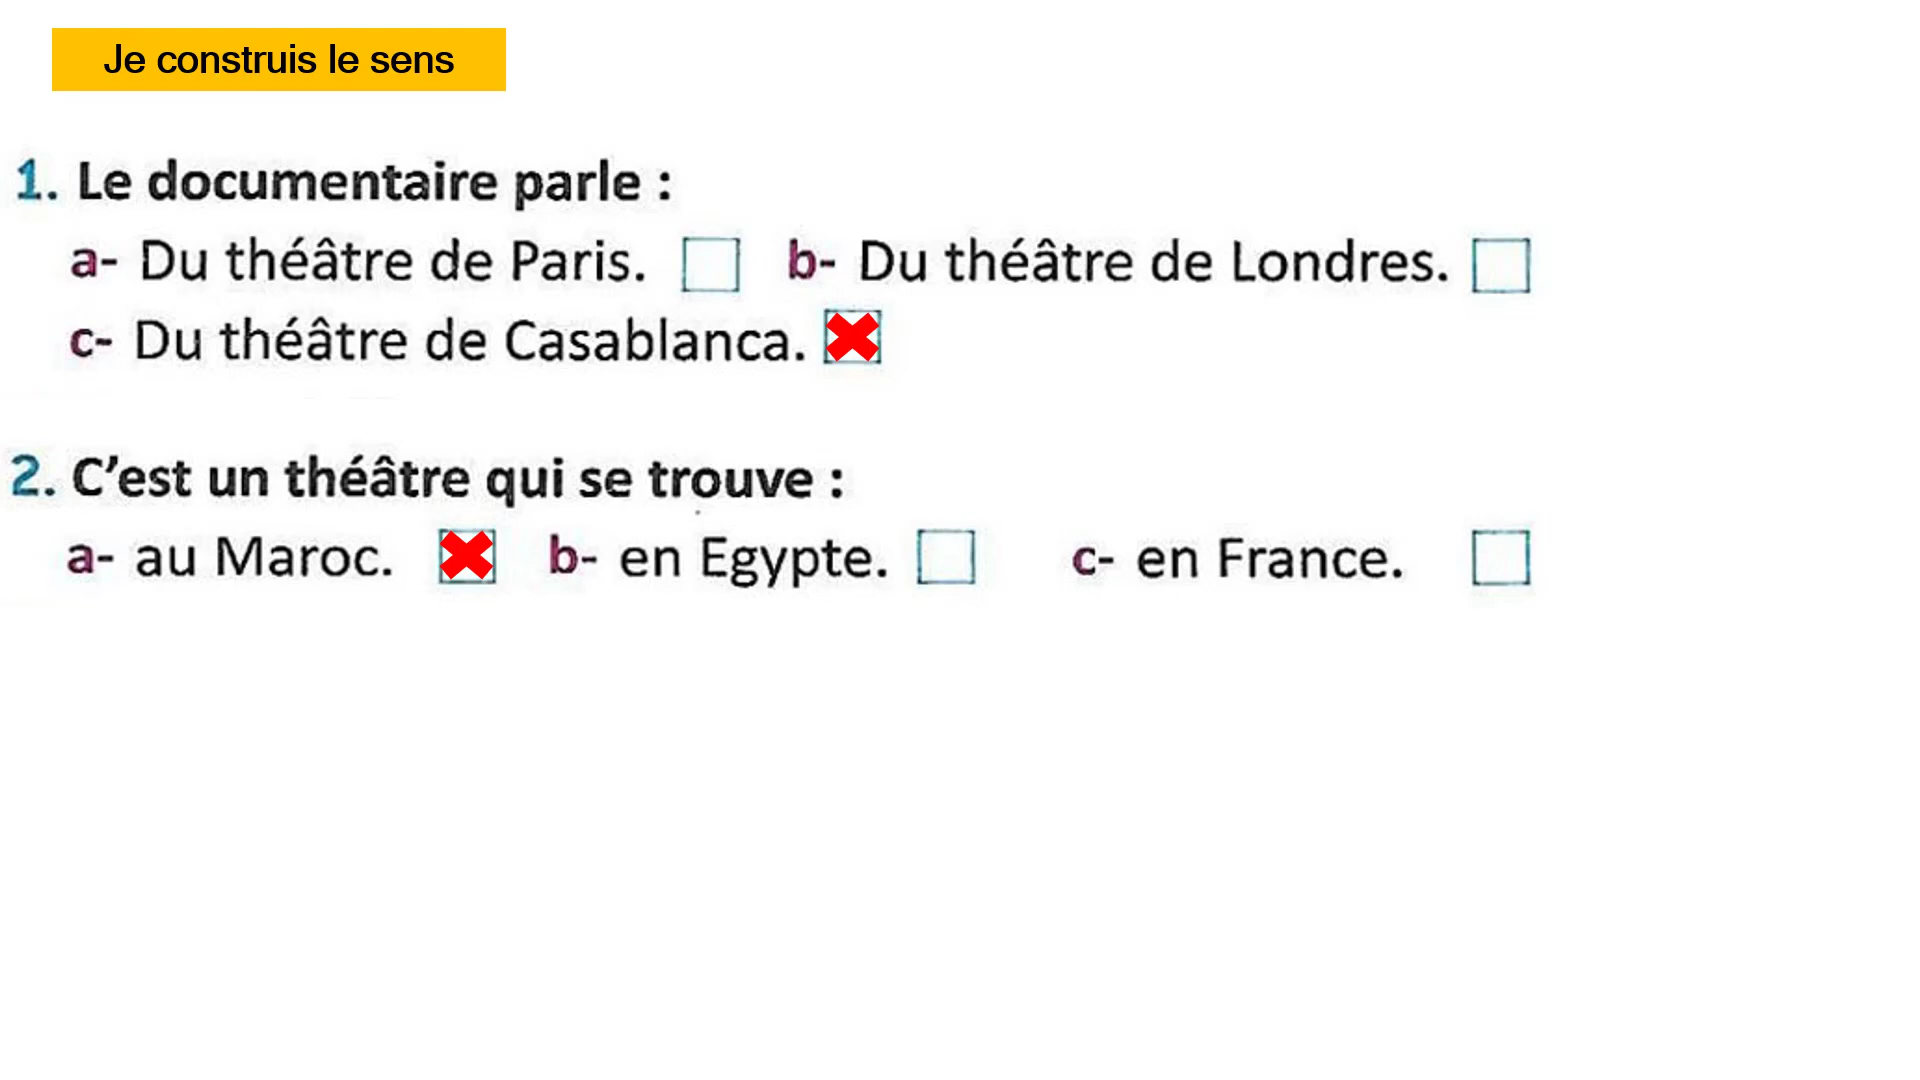 Je construis le sens
1. Le documentaire parle :
a- Du théâtre de Paris. b- Du théâtre de Londres.
c- Du théâtre de Casablanca.
2. C’est un théâtre qui se trouve :
a- au Maroc. b- en Egypte. c- en France.